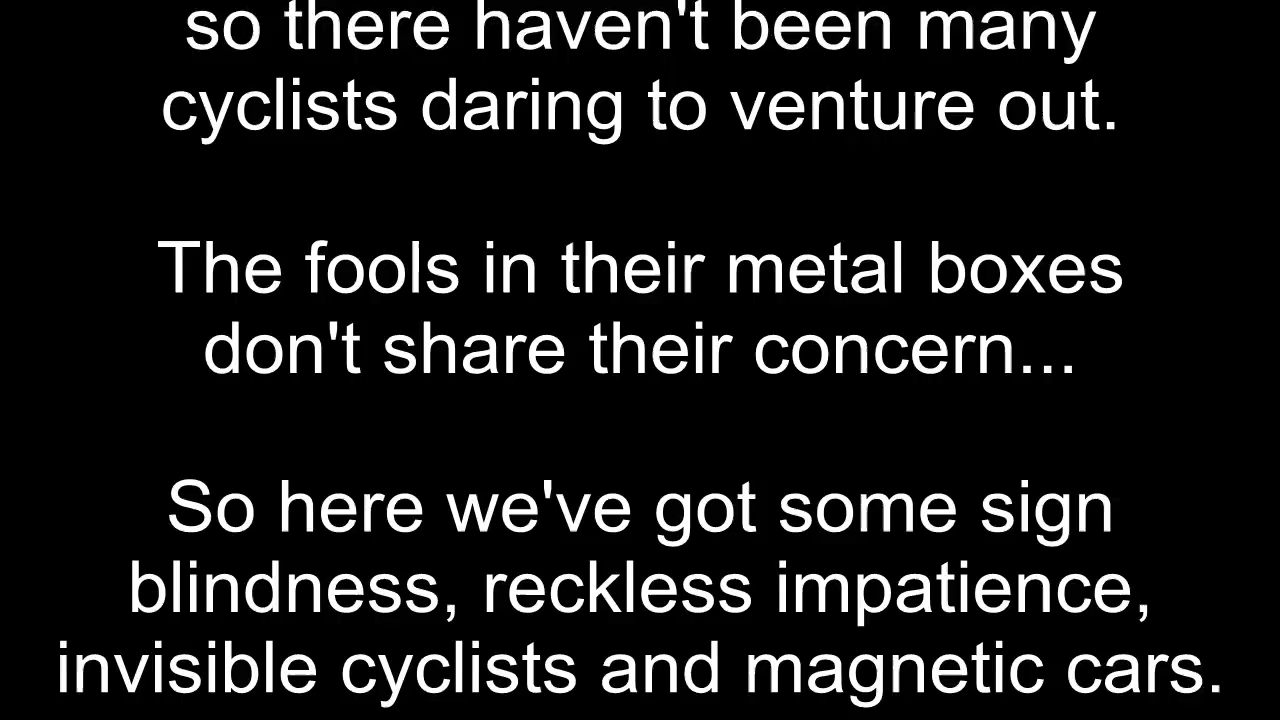 so there haven't been many
cyclists daring to venture out.
The fools in their metal boxes
don't share their concern...
So here we've got some sign
blindness, reckless impatience,
invisible cyclists and magnetic cars.